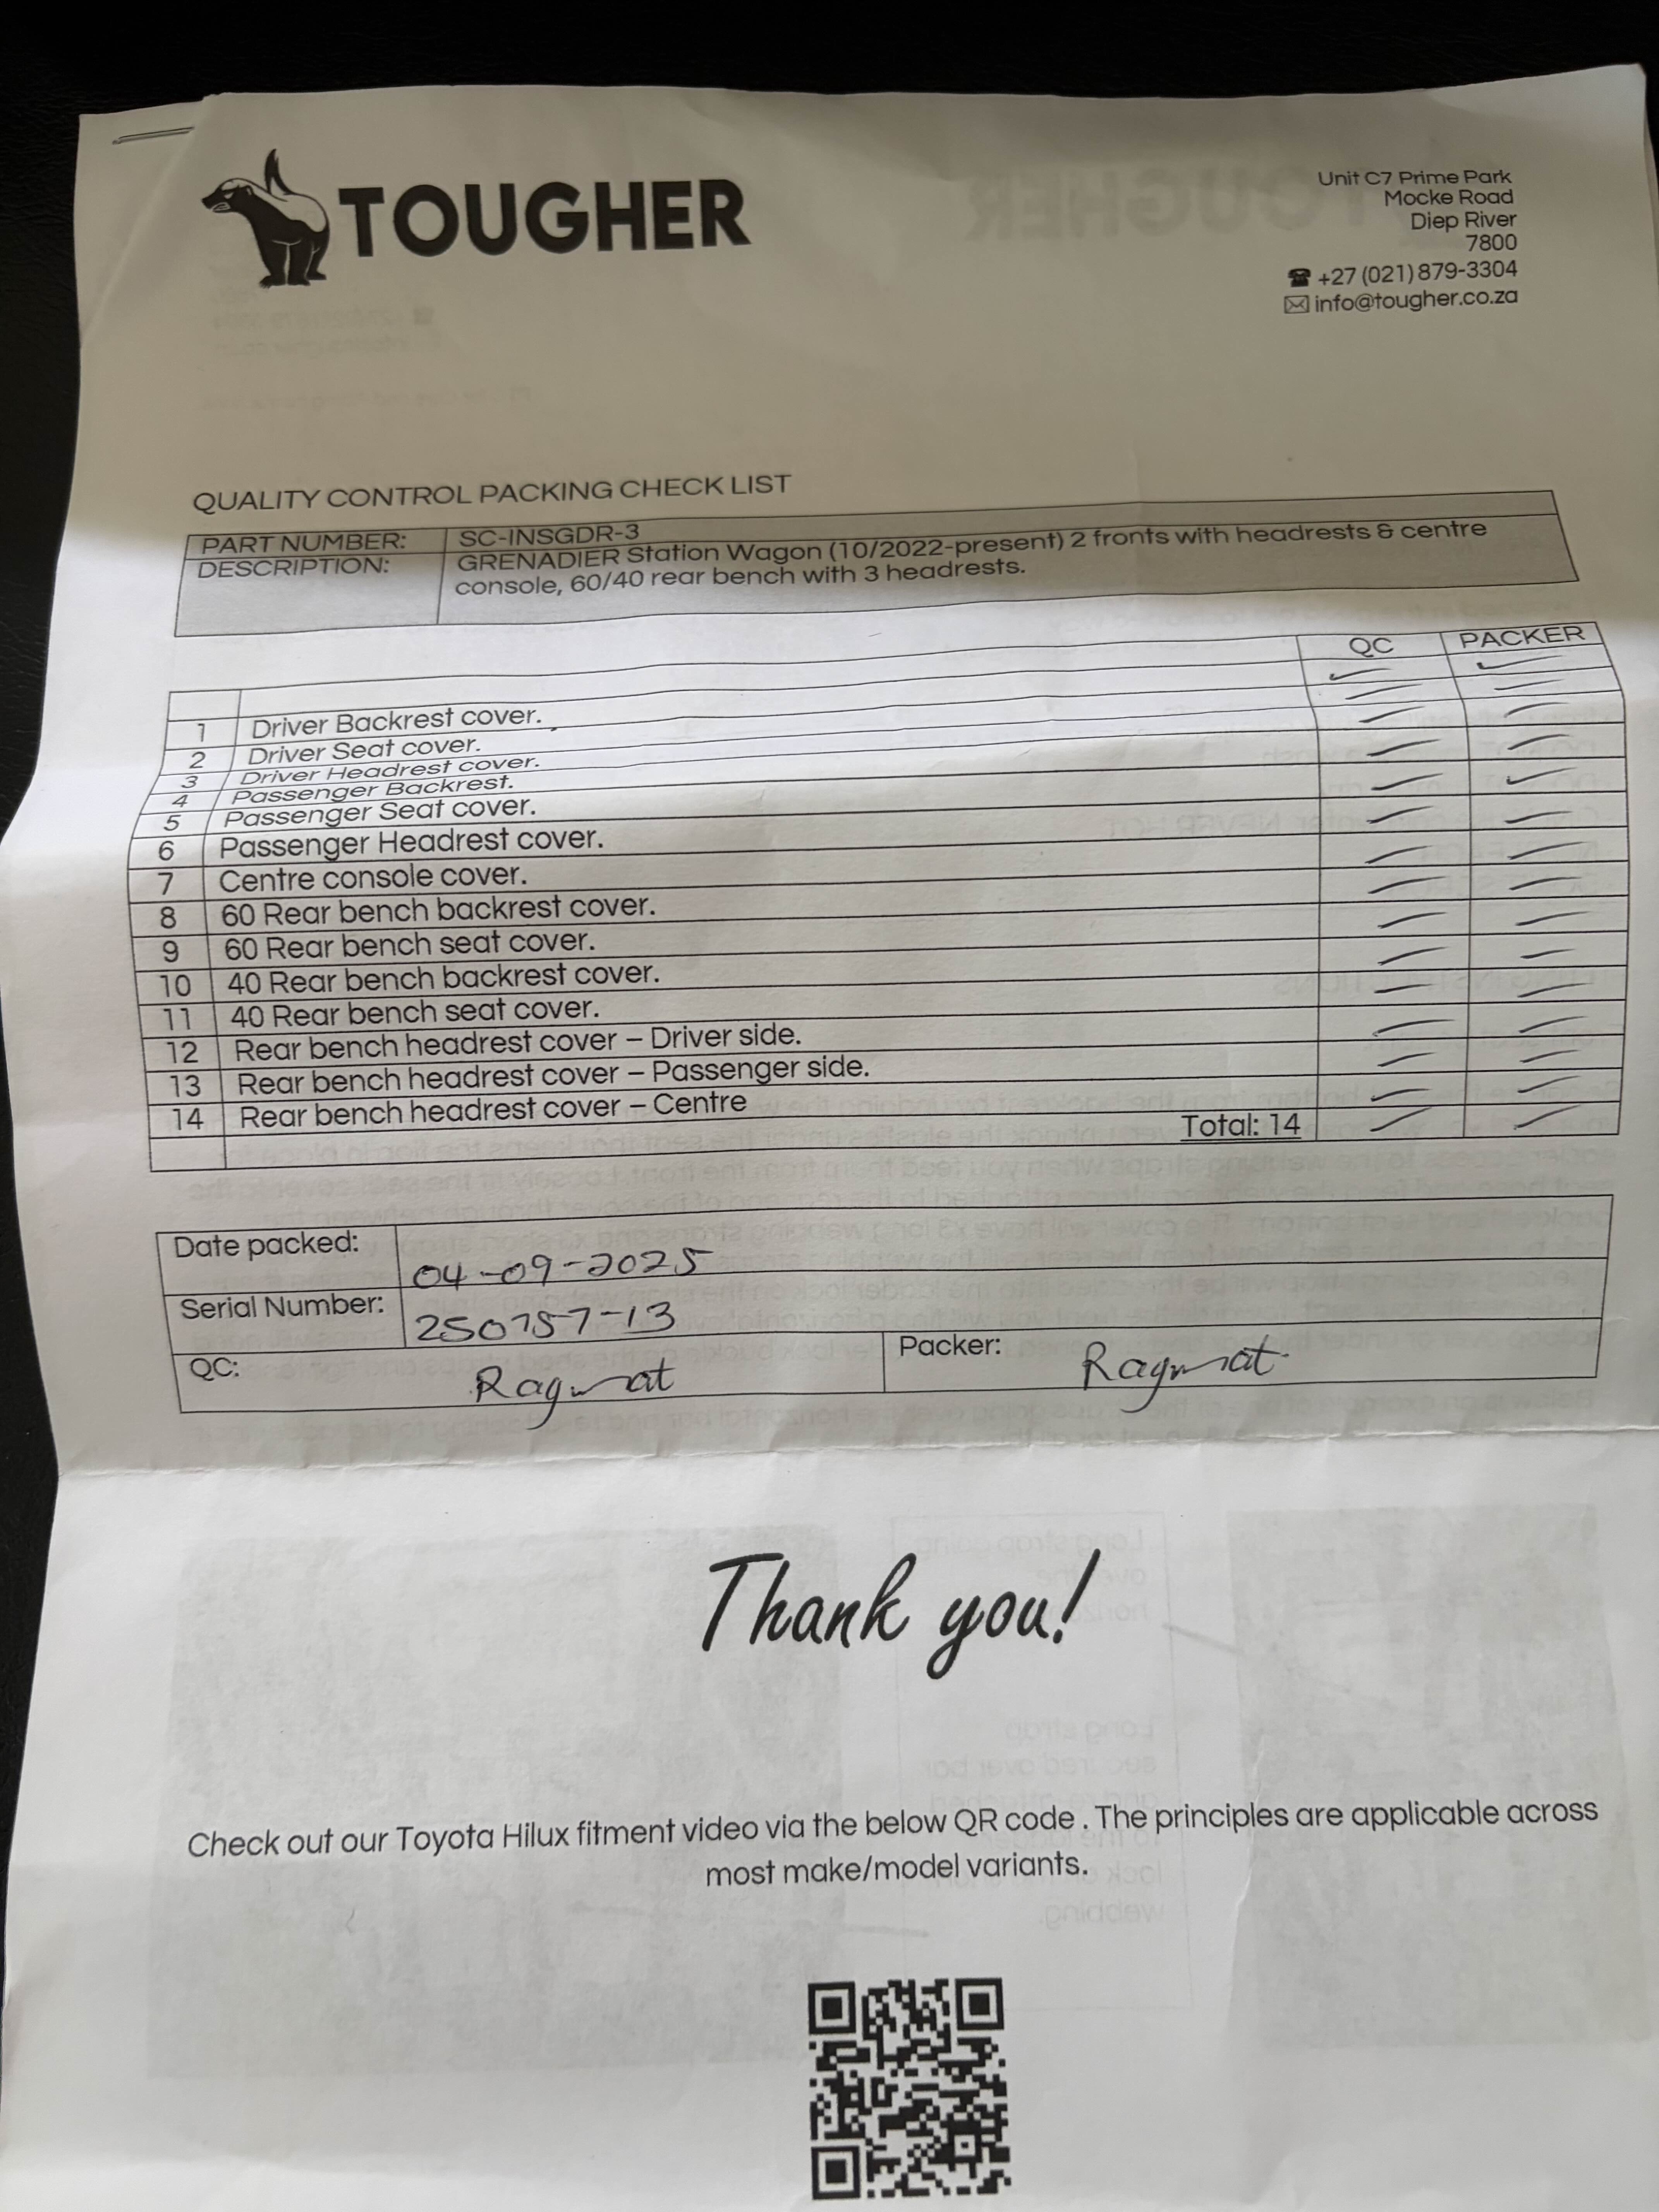 TOUGHER
Unit C7 Prime Park
Mocke Road
Diep River
7800
+27 (021) 879-3304
info@tougher.co.za
QUALITY CONTROL PACKING CHECK LIST
PART NUMBER: SC-INSGDR-3
DESCRIPTION: GRENADIER Station Wagon (10/2022-present) 2 fronts with headrests & centre
console, 60/40 rear bench with 3 headrests.
QC PACKER
1 Driver Backrest cover.
2 Driver Seat cover.
3 Driver Headrest cover.
4 Passenger Backrest.
5 Passenger Seat cover.
6 Passenger Headrest cover.
7 Centre console cover.
8 60 Rear bench backrest cover.
9 60 Rear bench seat cover.
10 40 Rear bench backrest cover.
11 40 Rear bench seat cover.
12 Rear bench headrest cover – Driver side.
13 Rear bench headrest cover – Passenger side.
14 Rear bench headrest cover – Centre
Total: 14
Date packed: 04-09-2025
Serial Number: 250757-13
QC: Ragmat Packer: Ragmat
Thank you!
Check out our Toyota Hilux fitment video via the below QR code . The principles are applicable across
most make/model variants.